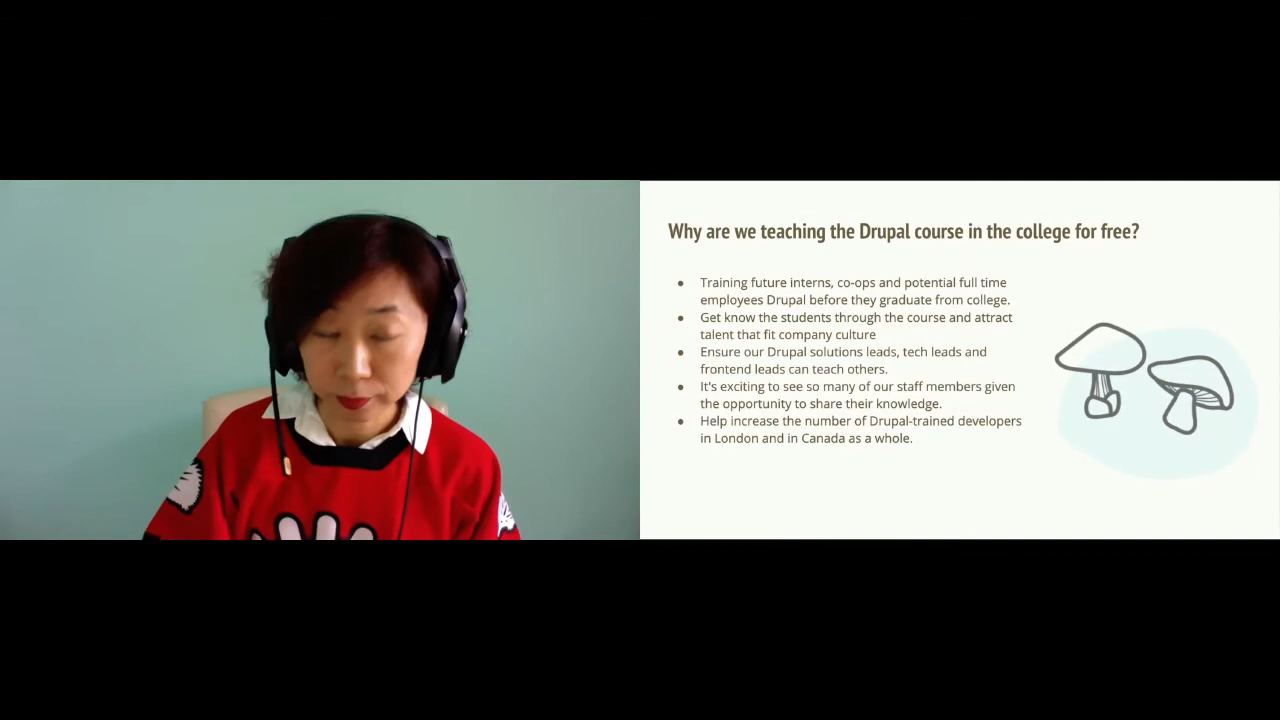 Why are we teaching the Drupal course in the college for free?
● Training future interns, co-ops and potential full time
employees Drupal before they graduate from college.
● Get know the students through the course and attract
talent that fit company culture
● Ensure our Drupal solutions leads, tech leads and
frontend leads can teach others.
● It's exciting to see so many of our staff members given
the opportunity to share their knowledge.
● Help increase the number of Drupal-trained developers
in London and in Canada as a whole.